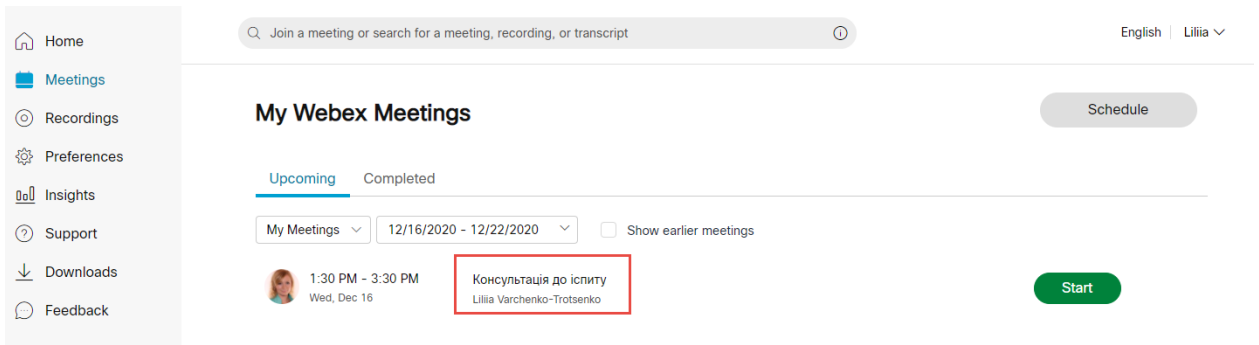 Home
Meetings
Recordings
Preferences
Insights
Support
Downloads
Feedback
Join a meeting or search for a meeting, recording, or transcript
English Liliia
My Webex Meetings
Schedule
Upcoming Completed
My Meetings 12/16/2020 - 12/22/2020 Show earlier meetings
1:30 PM - 3:30 PM
Wed, Dec 16
Консультація до іспиту
Liliia Varchenko-Trotsenko
Start